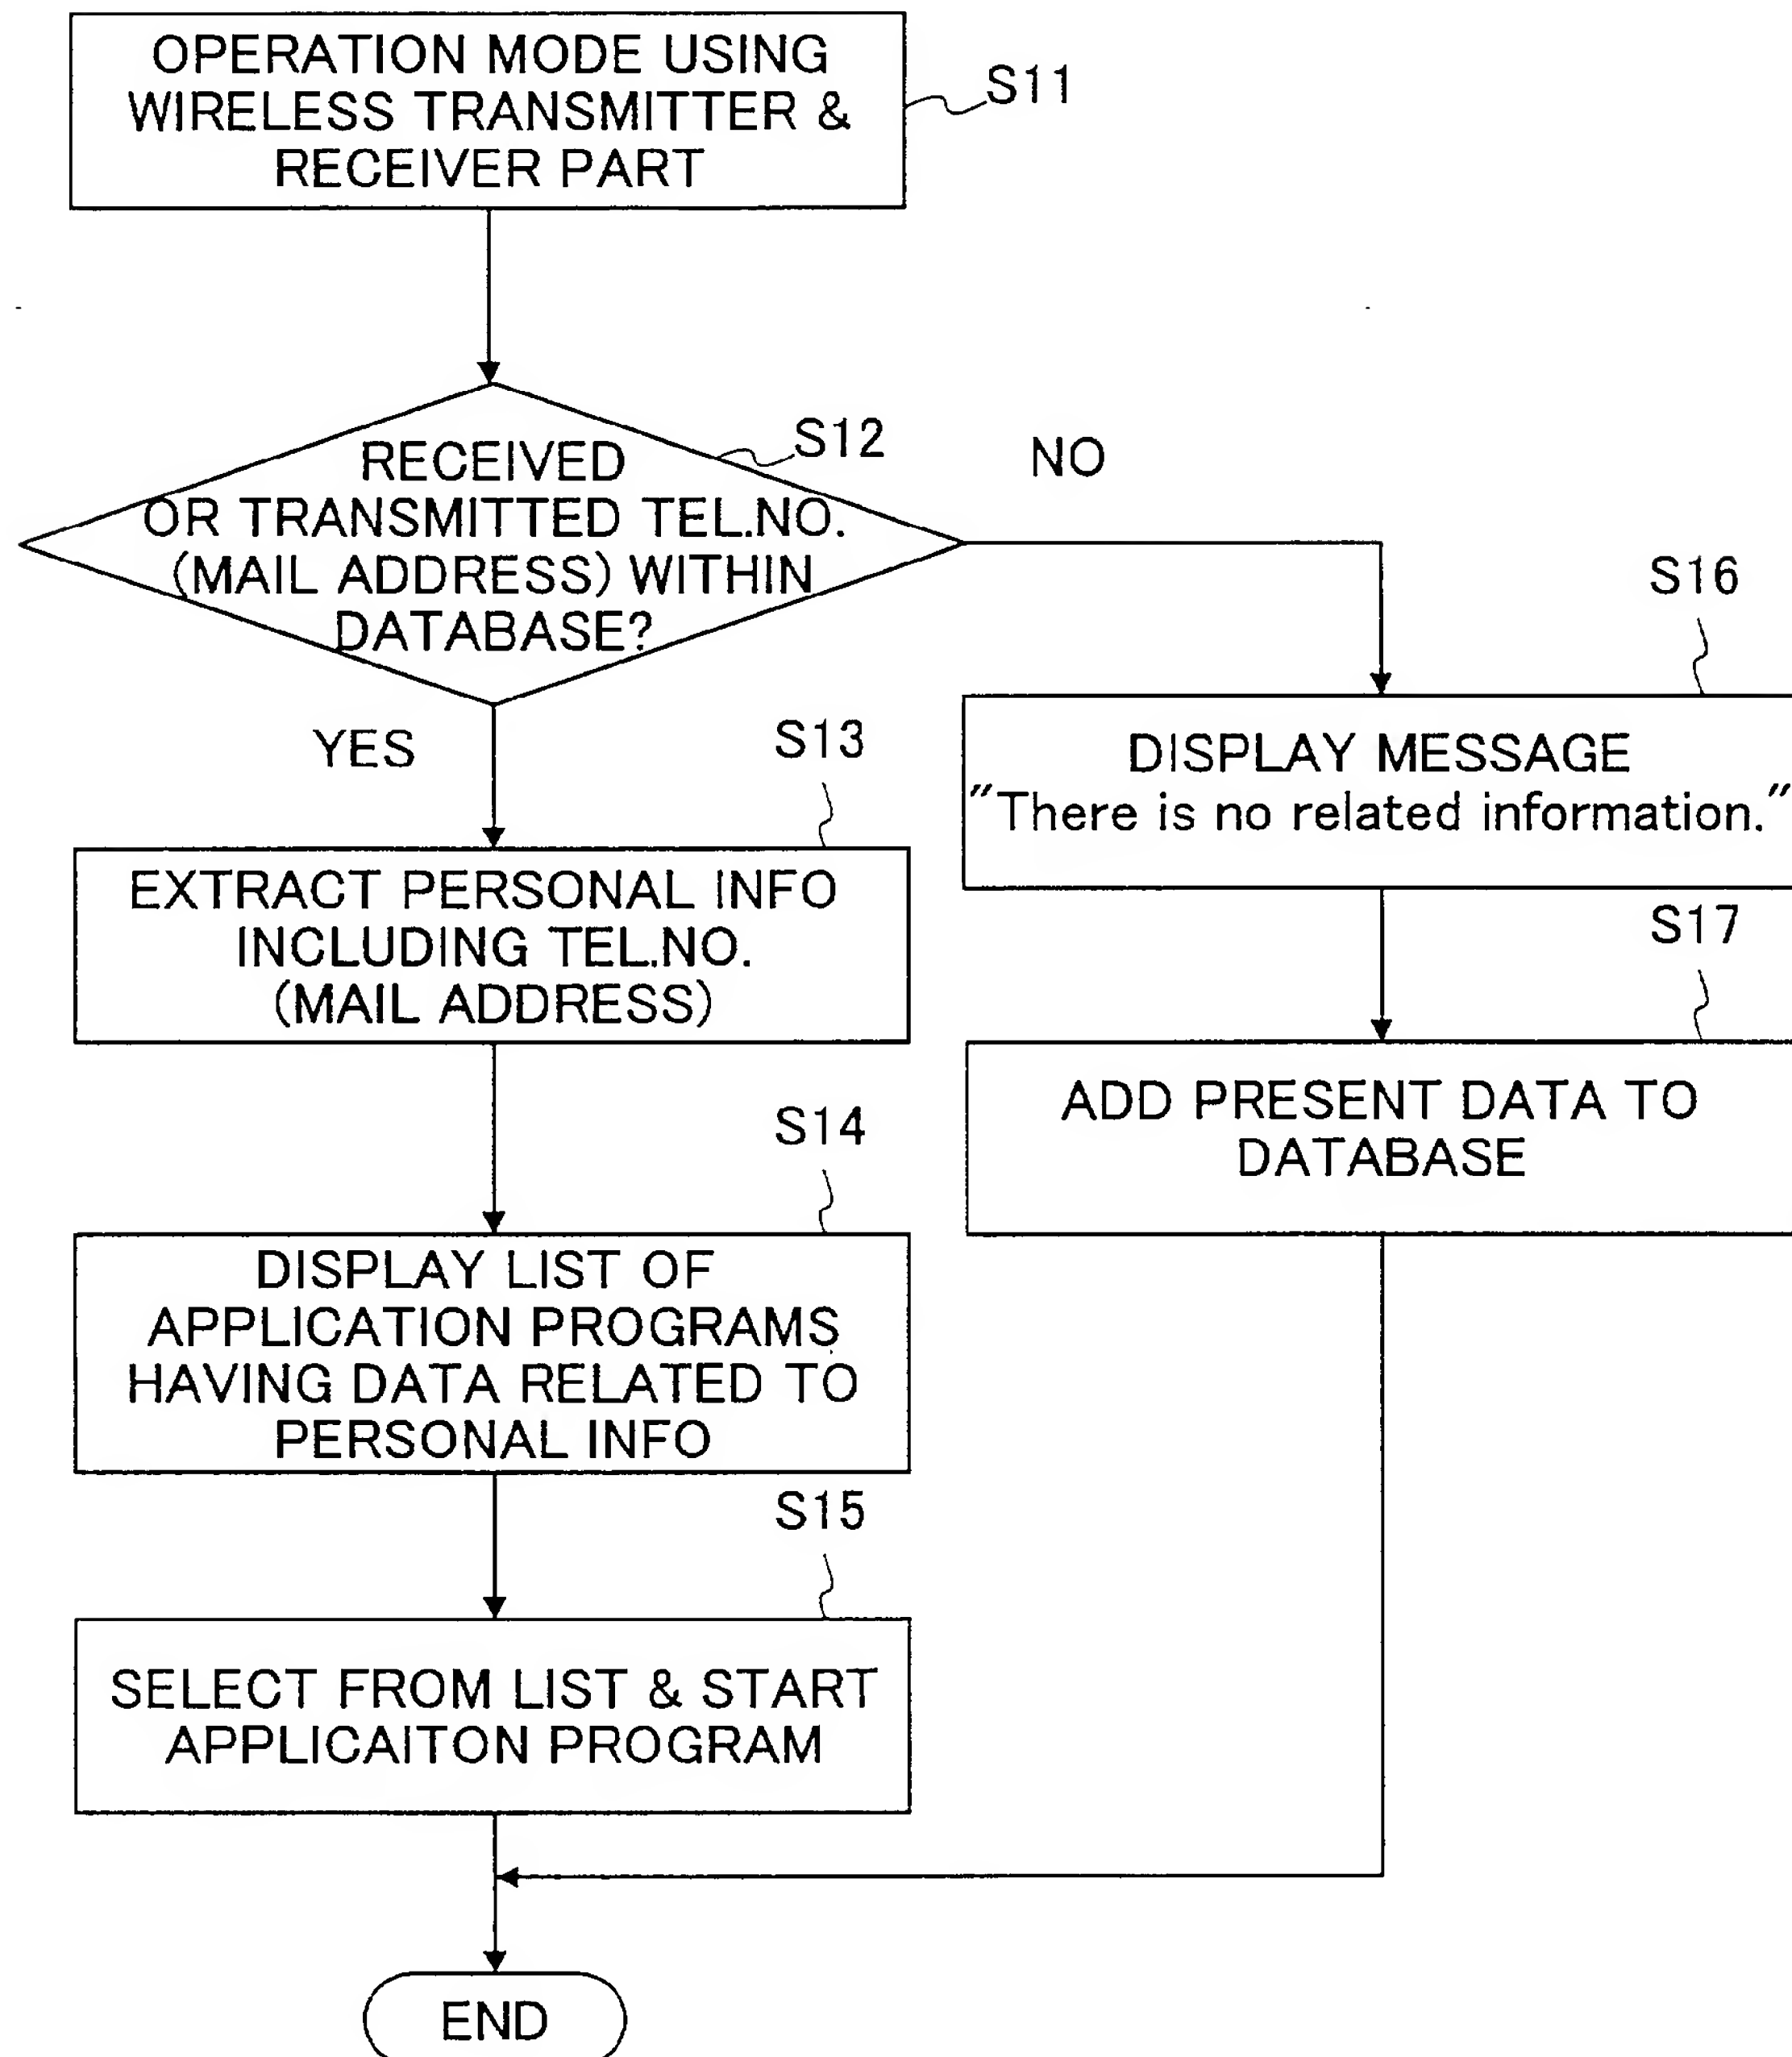 OPERATION MODE USING
WIRELESS TRANSMITTER &
RECEIVER PART
S11
S12
RECEIVED
OR TRANSMITTED TEL.NO.
(MAIL ADDRESS) WITHIN
DATABASE?
NO
YES
S13
EXTRACT PERSONAL INFO
INCLUDING TEL.NO.
(MAIL ADDRESS)
S14
DISPLAY LIST OF
APPLICATION PROGRAMS
HAVING DATA RELATED TO
PERSONAL INFO
S15
SELECT FROM LIST & START
APPLICAITON PROGRAM
S16
DISPLAY MESSAGE
"There is no related information."
S17
ADD PRESENT DATA TO
DATABASE
END